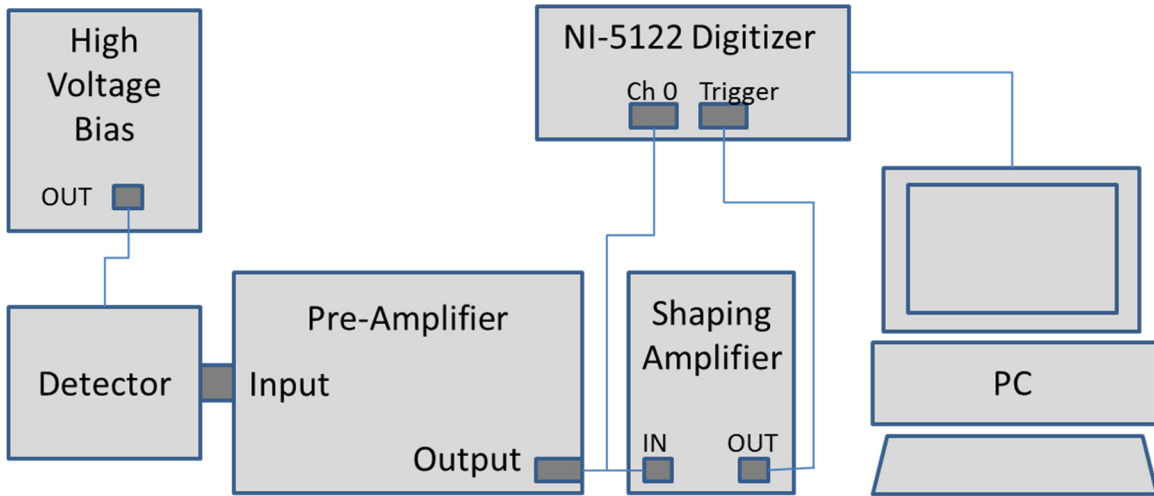 High
Voltage
Bias
OUT
NI-5122 Digitizer
Ch 0 Trigger
Detector
Pre-Amplifier
Input
Output
Shaping
Amplifier
IN OUT
PC